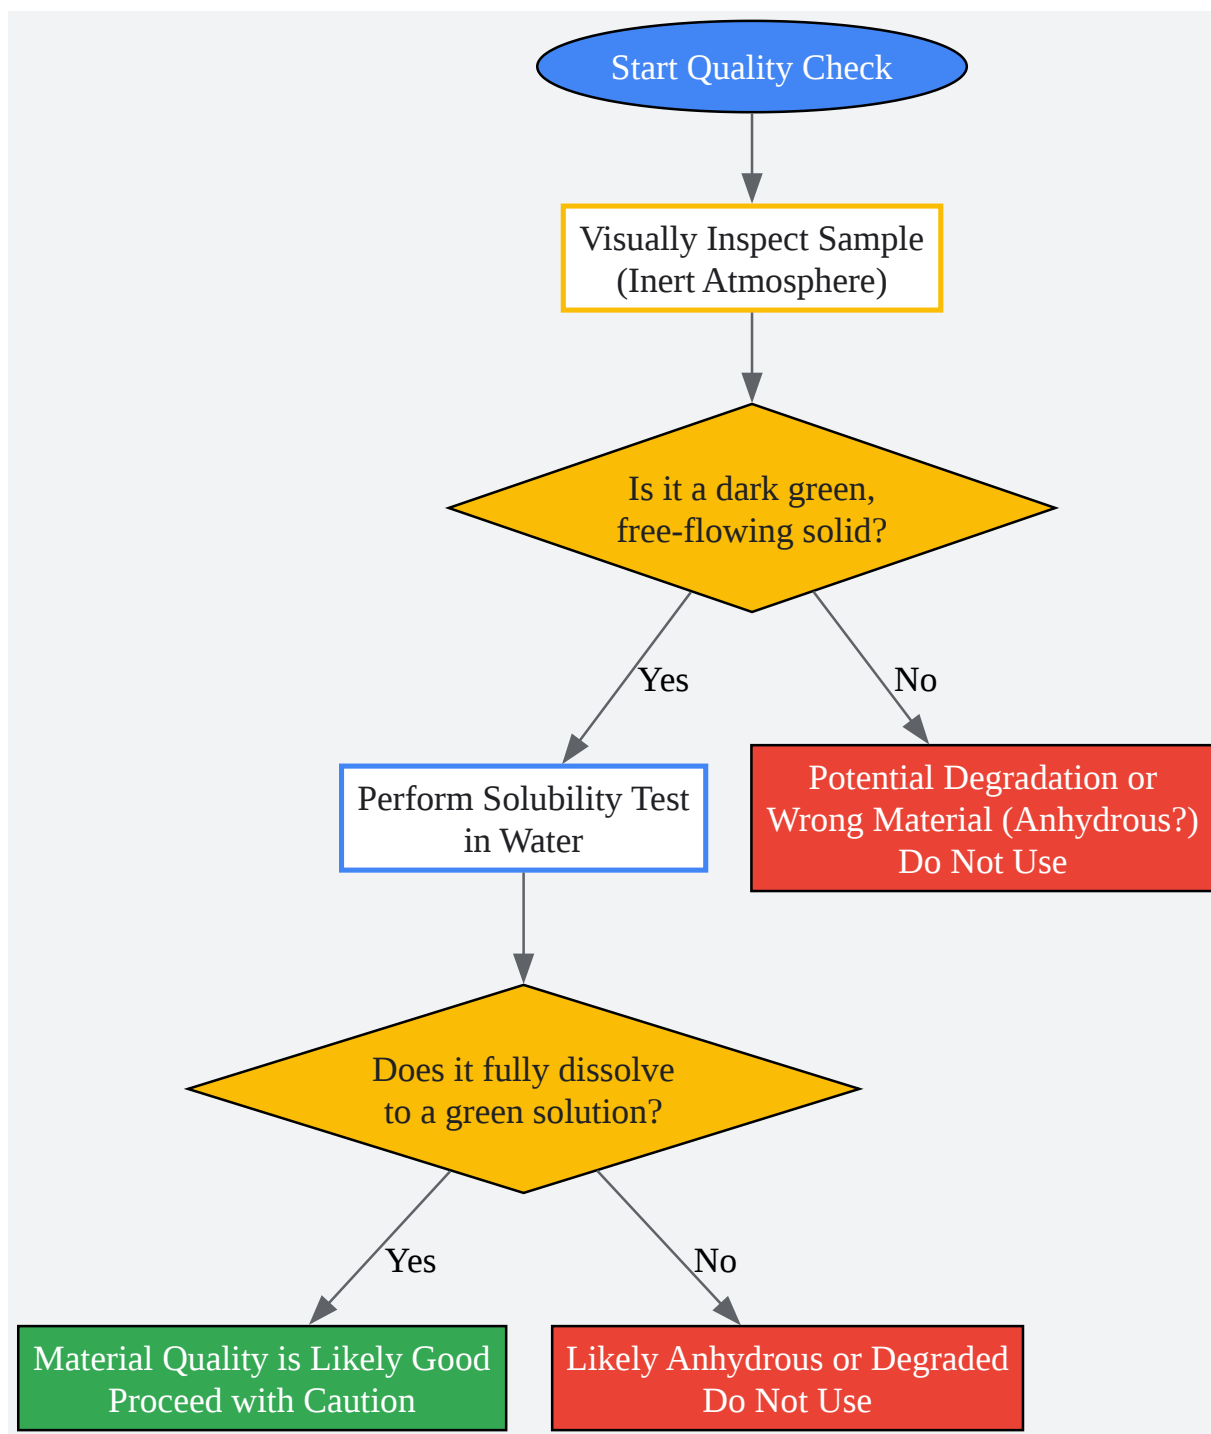 Start Quality Check
Visually Inspect Sample
(Inert Atmosphere)
Is it a dark green,
free-flowing solid?
Yes
No
Perform Solubility Test
in Water
Potential Degradation or
Wrong Material (Anhydrous?)
Do Not Use
Does it fully dissolve
to a green solution?
Yes
No
Material Quality is Likely Good
Proceed with Caution
Likely Anhydrous or Degraded
Do Not Use